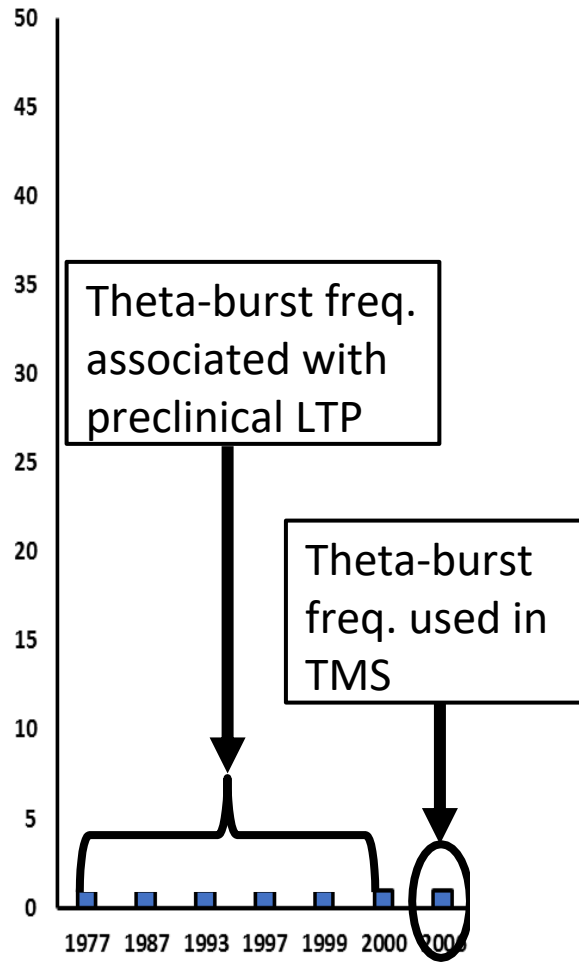 50
45
40
35
Theta-burst freq.
associated with
preclinical LTP
30
25
20
Theta-burst
freq. used in
TMS
15
10
5
0
1977 1987 1993 1997 1999 2000